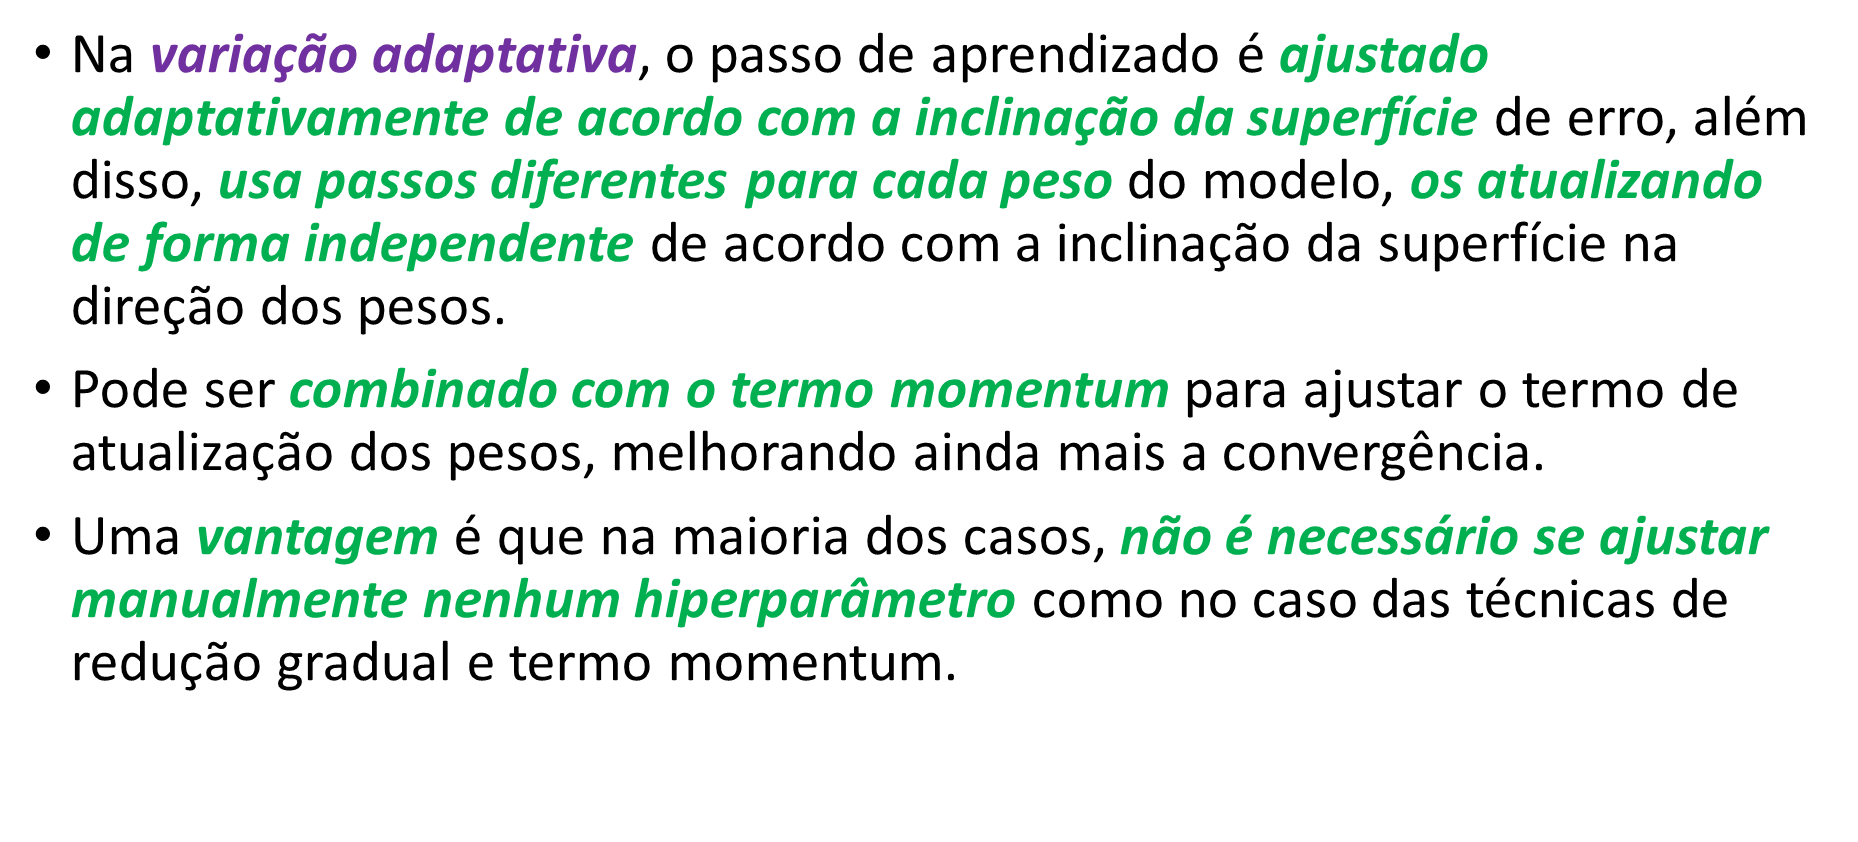 • Na variação adaptativa, o passo de aprendizado é ajustado
adaptativamente de acordo com a inclinação da superfície de erro, além
disso, usa passos diferentes para cada peso do modelo, os atualizando
de forma independente de acordo com a inclinação da superfície na
direção dos pesos.
• Pode ser combinado com o termo momentum para ajustar o termo de
atualização dos pesos, melhorando ainda mais a convergência.
• Uma vantagem é que na maioria dos casos, não é necessário se ajustar
manualmente nenhum hiperparâmetro como no caso das técnicas de
redução gradual e termo momentum.